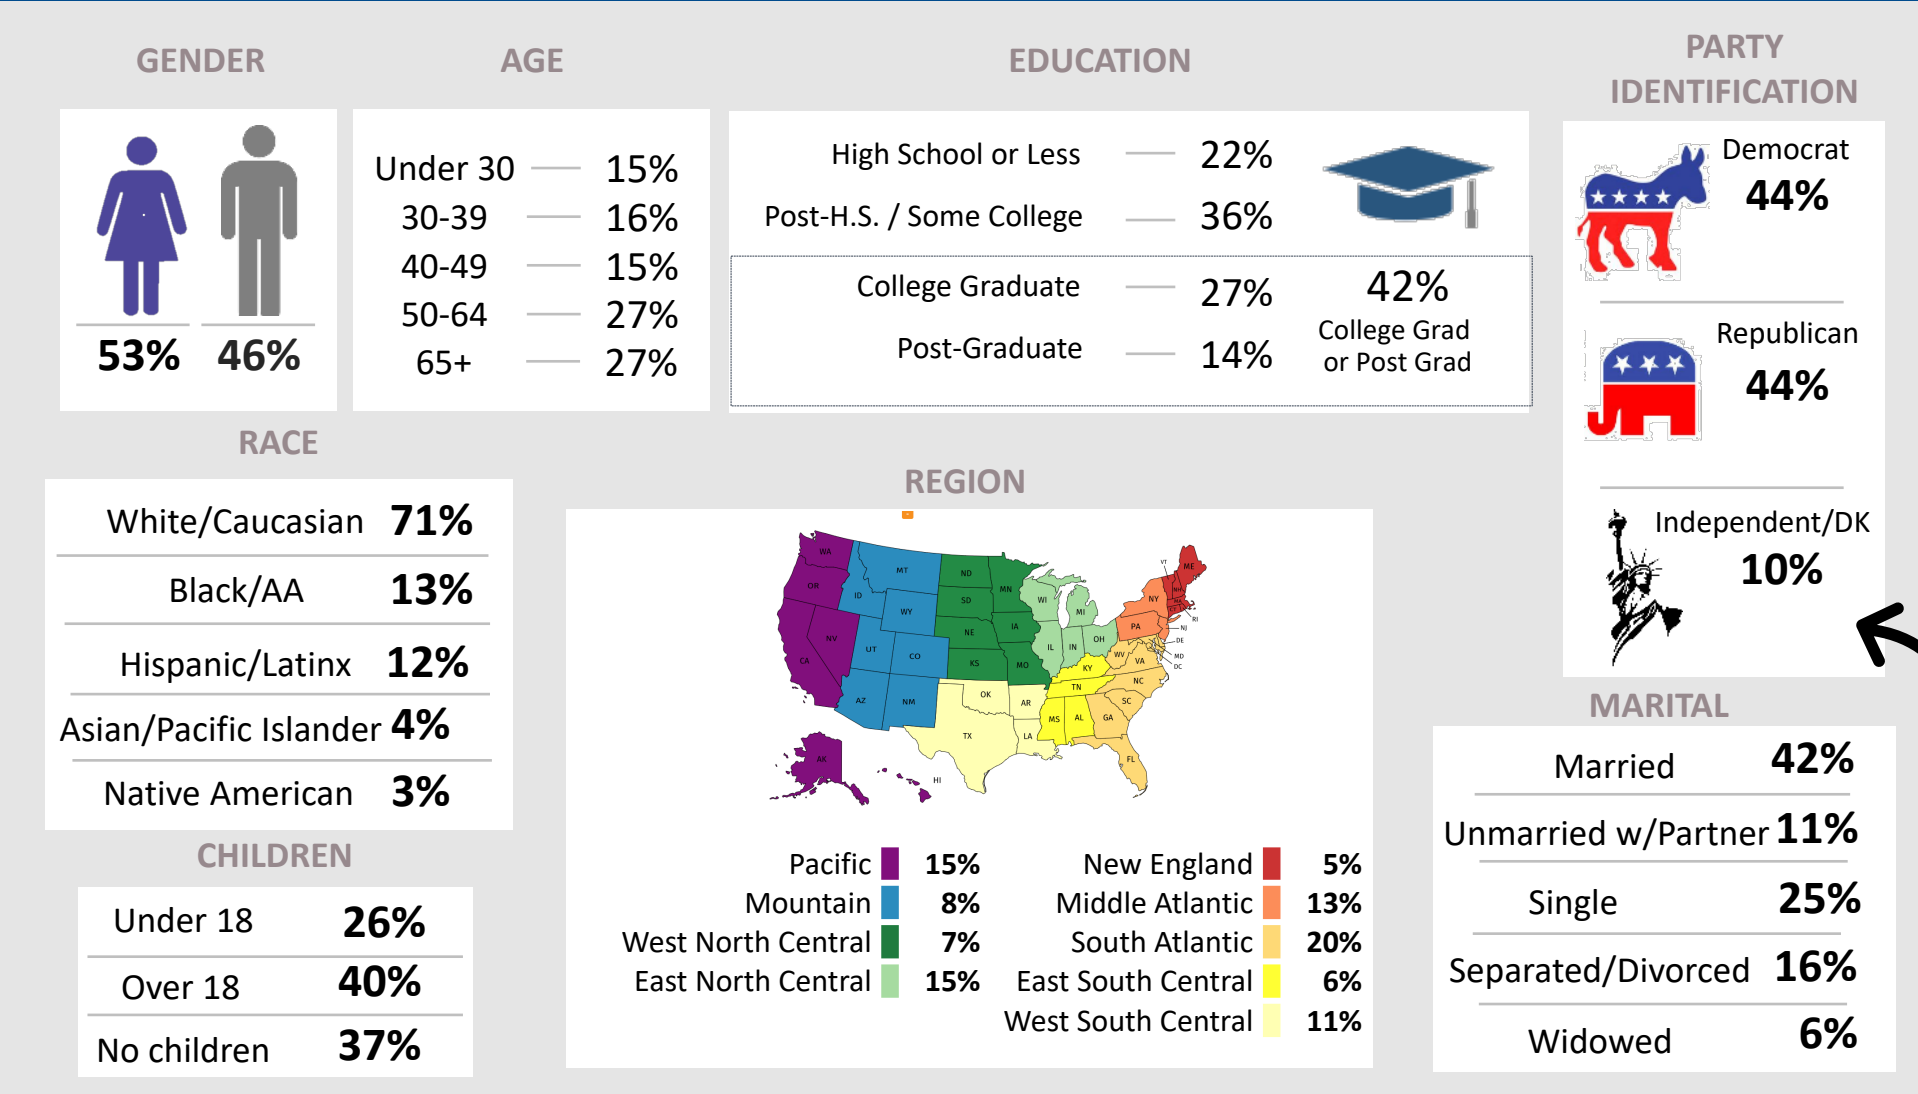 GENDER
53% 46%
AGE
Under 30 15%
30-39 16%
40-49 15%
50-64 27%
65+ 27%
EDUCATION
High School or Less 22%
Post-H.S. / Some College 36%
College Graduate 27%
Post-Graduate 14%
42%
College Grad
or Post Grad
PARTY
IDENTIFICATION
Democrat
44%
Republican
44%
Independent/DK
10%
RACE
White/Caucasian 71%
Black/AA 13%
Hispanic/Latinx 12%
Asian/Pacific Islander 4%
Native American 3%
CHILDREN
Under 18 26%
Over 18 40%
No children 37%
REGION
WA
OR
CA
NV
ID
MT
WY
UT
CO
AZ
NM
ND
SD
NE
KS
MN
IA
MO
WI
MI
IL
IN
OH
OK
TX
AR
LA
KY
TN
MS
AL
GA
FL
SC
NC
VA
WV
PA
NY
VT
ME
RI
NJ
DE
MD
DC
AK
HI
Pacific 15%
Mountain 8%
West North Central 7%
East North Central 15%
New England 5%
Middle Atlantic 13%
South Atlantic 20%
East South Central 6%
West South Central 11%
MARITAL
Married 42%
Unmarried w/Partner 11%
Single 25%
Separated/Divorced 16%
Widowed 6%